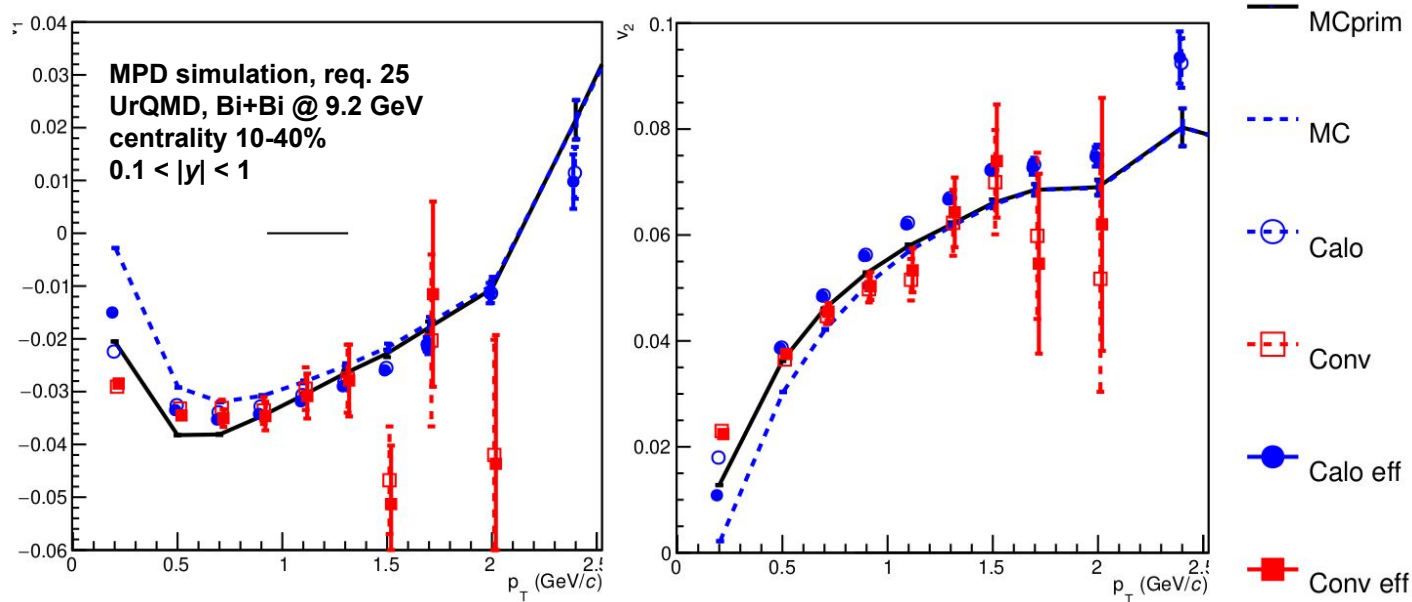 v₁
0.04
0.03
0.02
0.01
0
−0.01
−0.02
−0.03
−0.04
−0.05
−0.06
MPD simulation, req. 25
UrQMD, Bi+Bi @ 9.2 GeV
centrality 10-40%
0.1 < |y| < 1
0 0.5 1 1.5 2 2.5
p_T (GeV/c)
v₂
0.1
0.08
0.06
0.04
0.02
0
0 0.5 1 1.5 2 2.5
p_T (GeV/c)
MCprim
MC
Calo
Conv
Calo eff
Conv eff